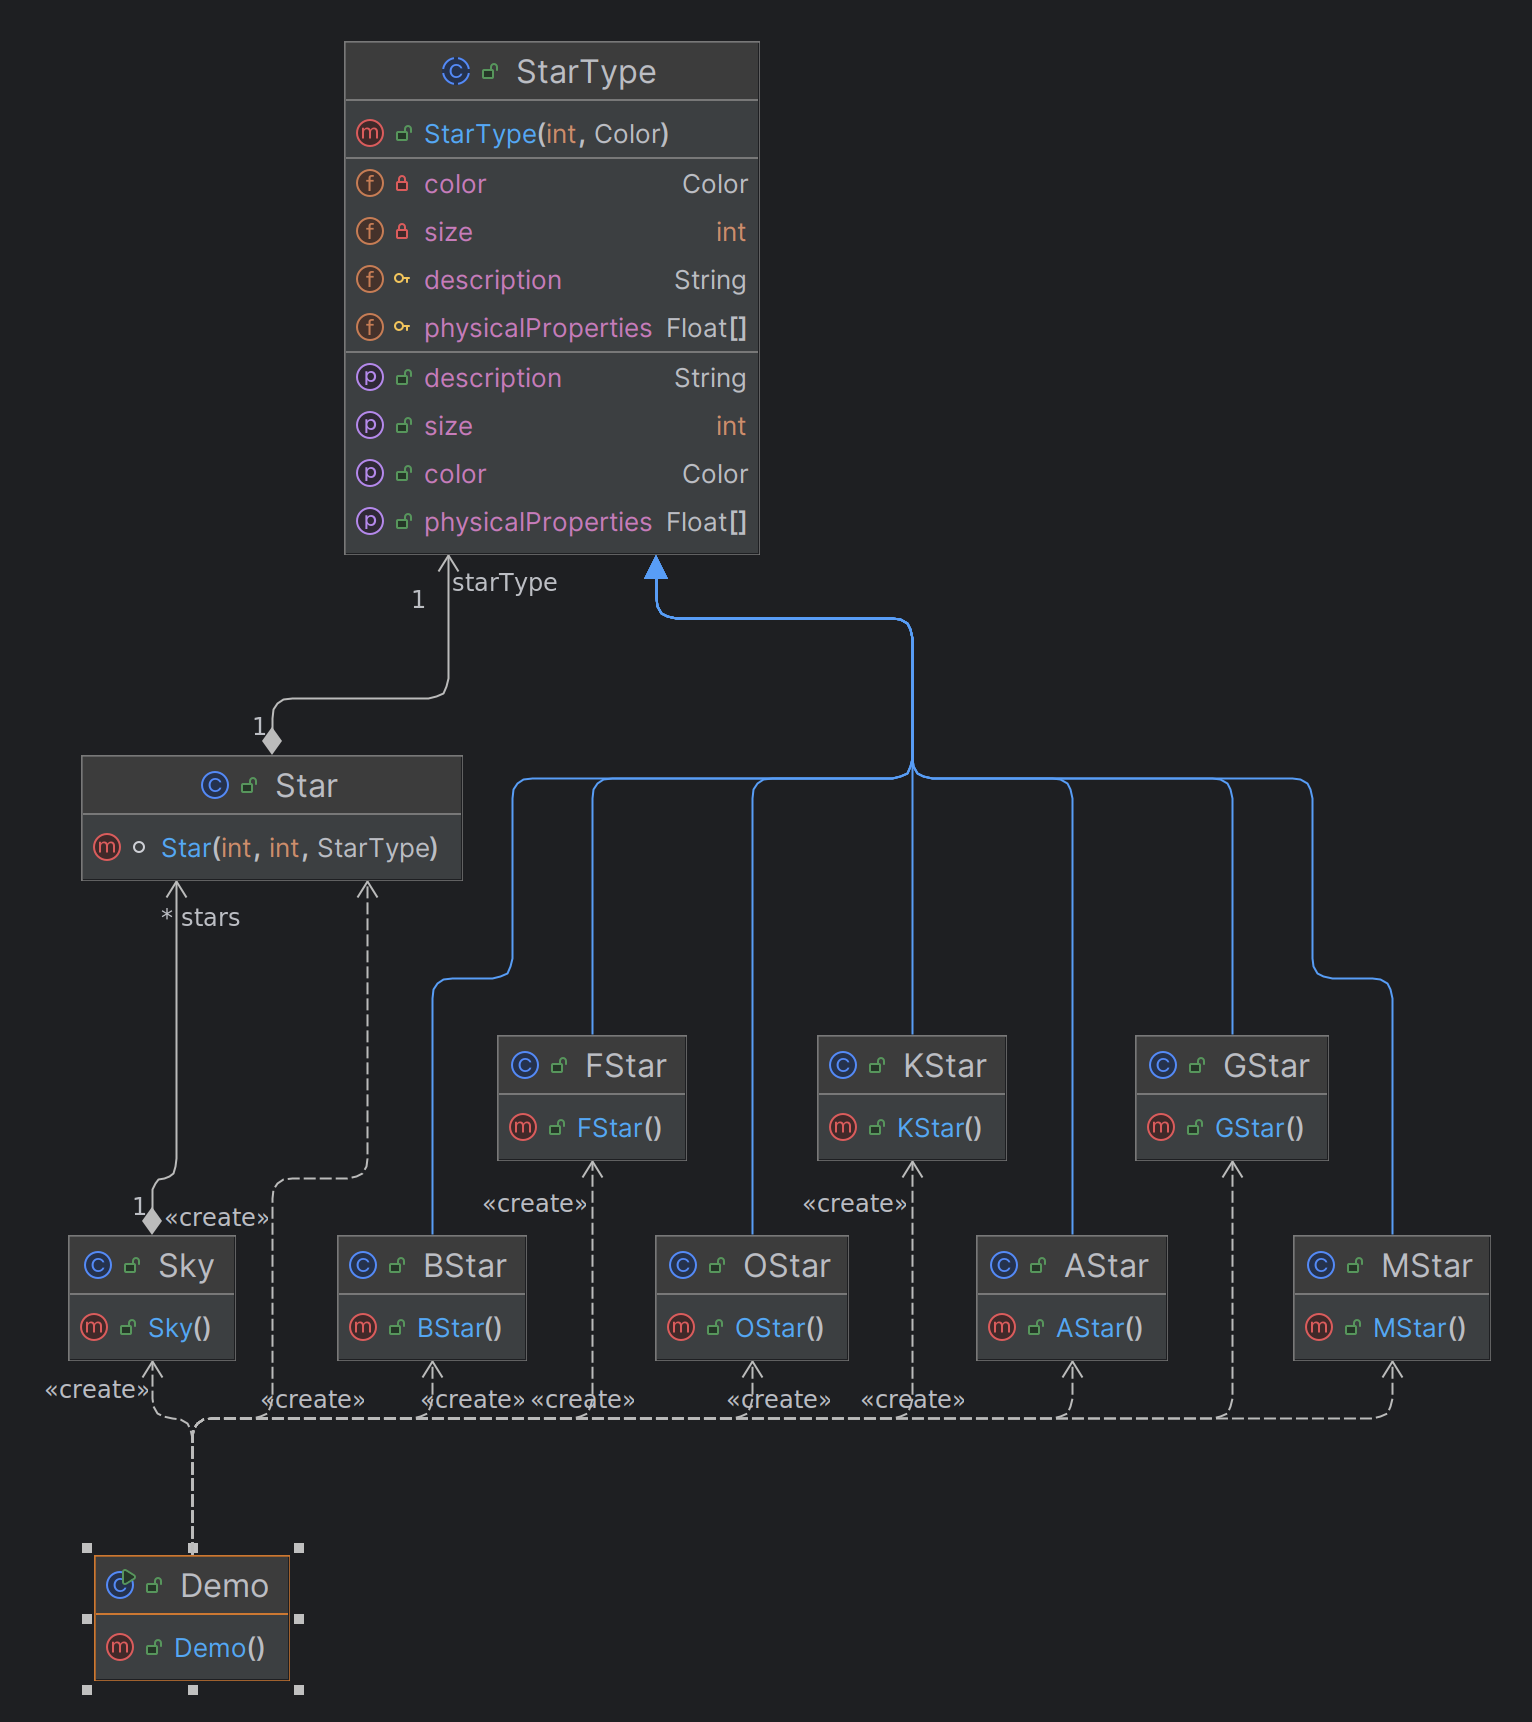 StarType
StarType(int, Color)
color Color
size int
description String
physicalProperties Float[]
description String
size int
color Color
physicalProperties Float[]
starType
1
1
Star
Star(int, int, StarType)
* stars
FStar
FStar()
KStar
KStar()
GStar
GStar()
«create»
«create»
1
«create»
Sky
Sky()
BStar
BStar()
OStar
OStar()
AStar
AStar()
MStar
MStar()
«create»
«create»
«create»
«create»
«create»
«create»
Demo
Demo()